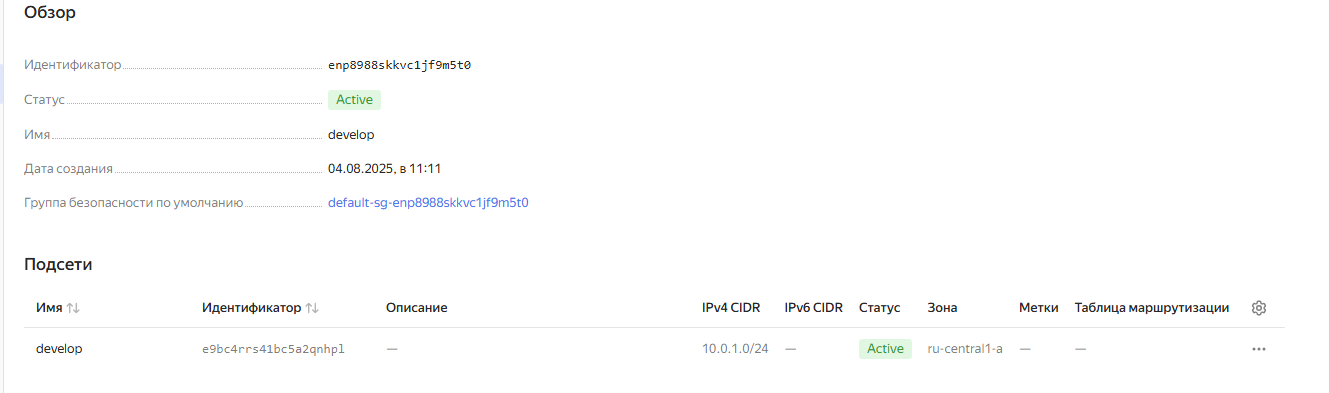 Обзор
Идентификатор enp8988skkvc1jf9m5t0
Статус Active
Имя develop
Дата создания 04.08.2025, в 11:11
Группа безопасности по умолчанию default-sg-enp8988skkvc1jf9m5t0
Подсети
Имя Идентификатор Описание IPv4 CIDR IPv6 CIDR Статус Зона Метки Таблица маршрутизации
develop e9bc4rrs41bc5a2qnhpl — 10.0.1.0/24 — Active ru-central1-a — —